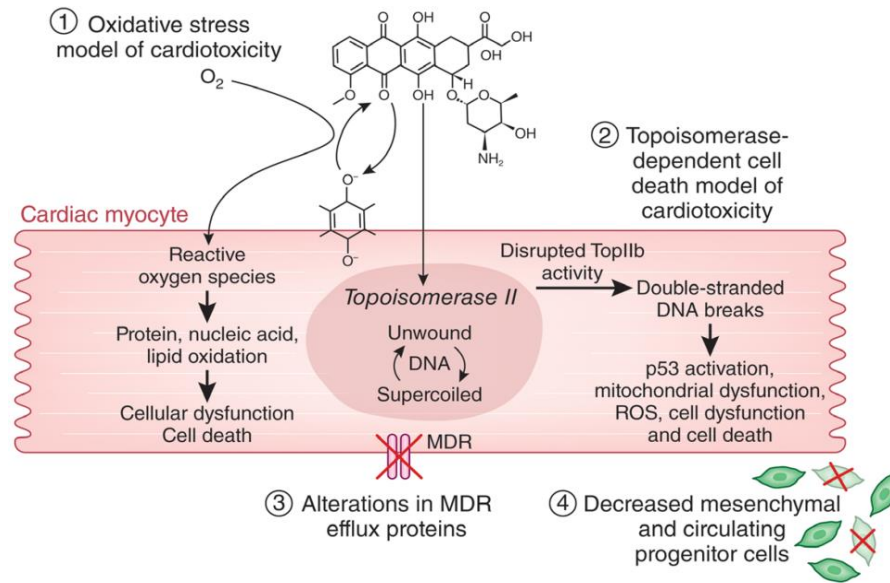 ① Oxidative stress
model of cardiotoxicity
O₂
O
OH
O
OH
OH
O
O
OH
H
O
O
OH
NH₂
O⁻
O⁻
② Topoisomerase-
dependent cell
death model of
cardiotoxicity
Cardiac myocyte
Reactive
oxygen species
Protein, nucleic acid,
lipid oxidation
Cellular dysfunction
Cell death
Topoisomerase II
Unwound
DNA
Supercoiled
Disrupted TopIIb
activity
Double-stranded
DNA breaks
p53 activation,
mitochondrial dysfunction,
ROS, cell dysfunction
and cell death
MDR
③ Alterations in MDR
efflux proteins
④ Decreased mesenchymal
and circulating
progenitor cells